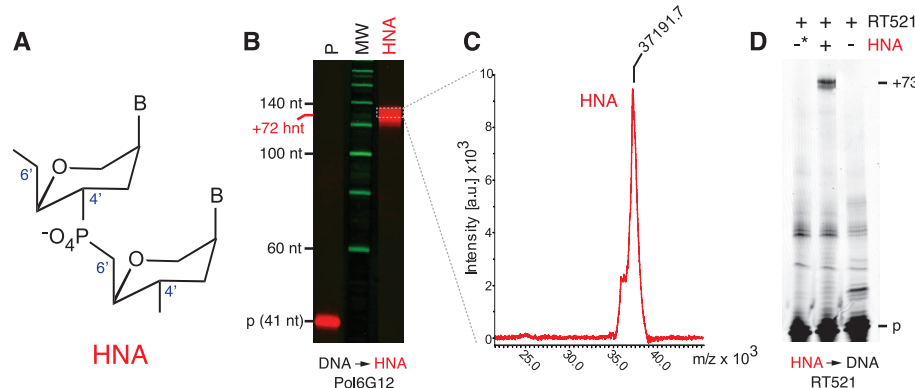 A
B
O
6'
4'
B
-O4P
6'
O
4'
HNA
B
P
MW
HNA
140 nt
+72 hnt
100 nt
60 nt
p (41 nt)
DNA → HNA
Pol6G12
C
37191.7
HNA
Intensity [a.u.] x10³
10
8
6
4
2
0
25.0
30.0
35.0
40.0
m/z x 10³
D
+ + + RT521
-* + - HNA
+73
p
HNA → DNA
RT521